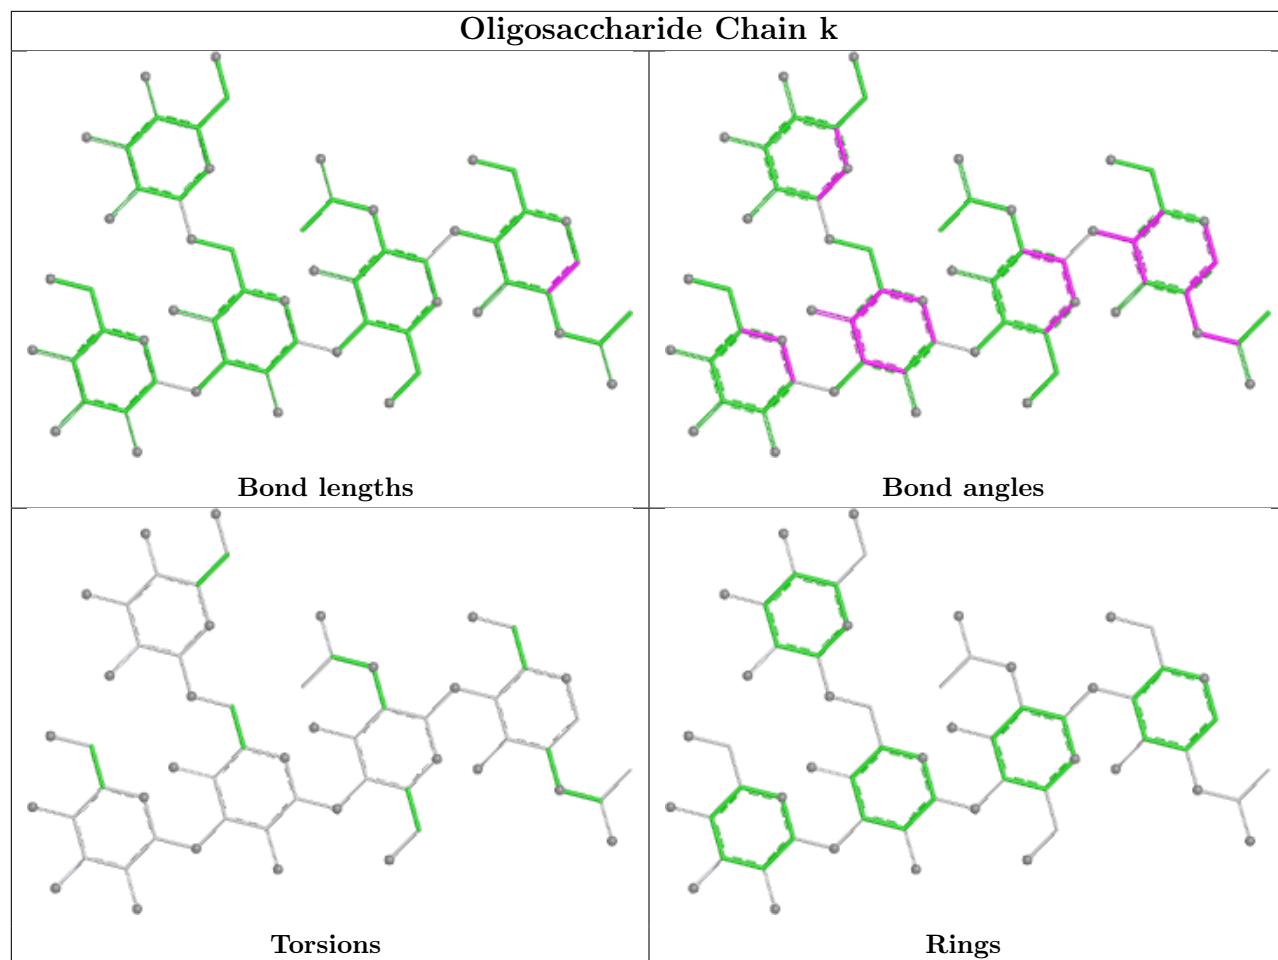 Oligosaccharide Chain k
Bond lengths
Bond angles
Torsions
Rings